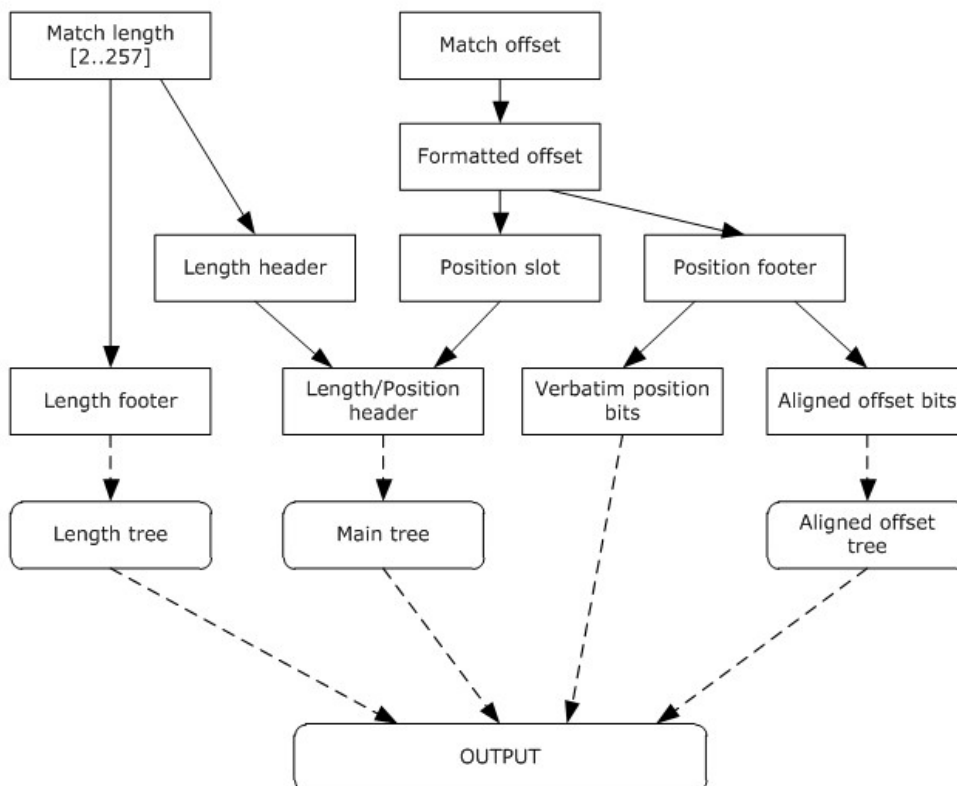 Match length
[2..257]
Match offset
Formatted offset
Length header
Position slot
Position footer
Length footer
Length/Position
header
Verbatim position
bits
Aligned offset bits
Length tree
Main tree
Aligned offset
tree
OUTPUT